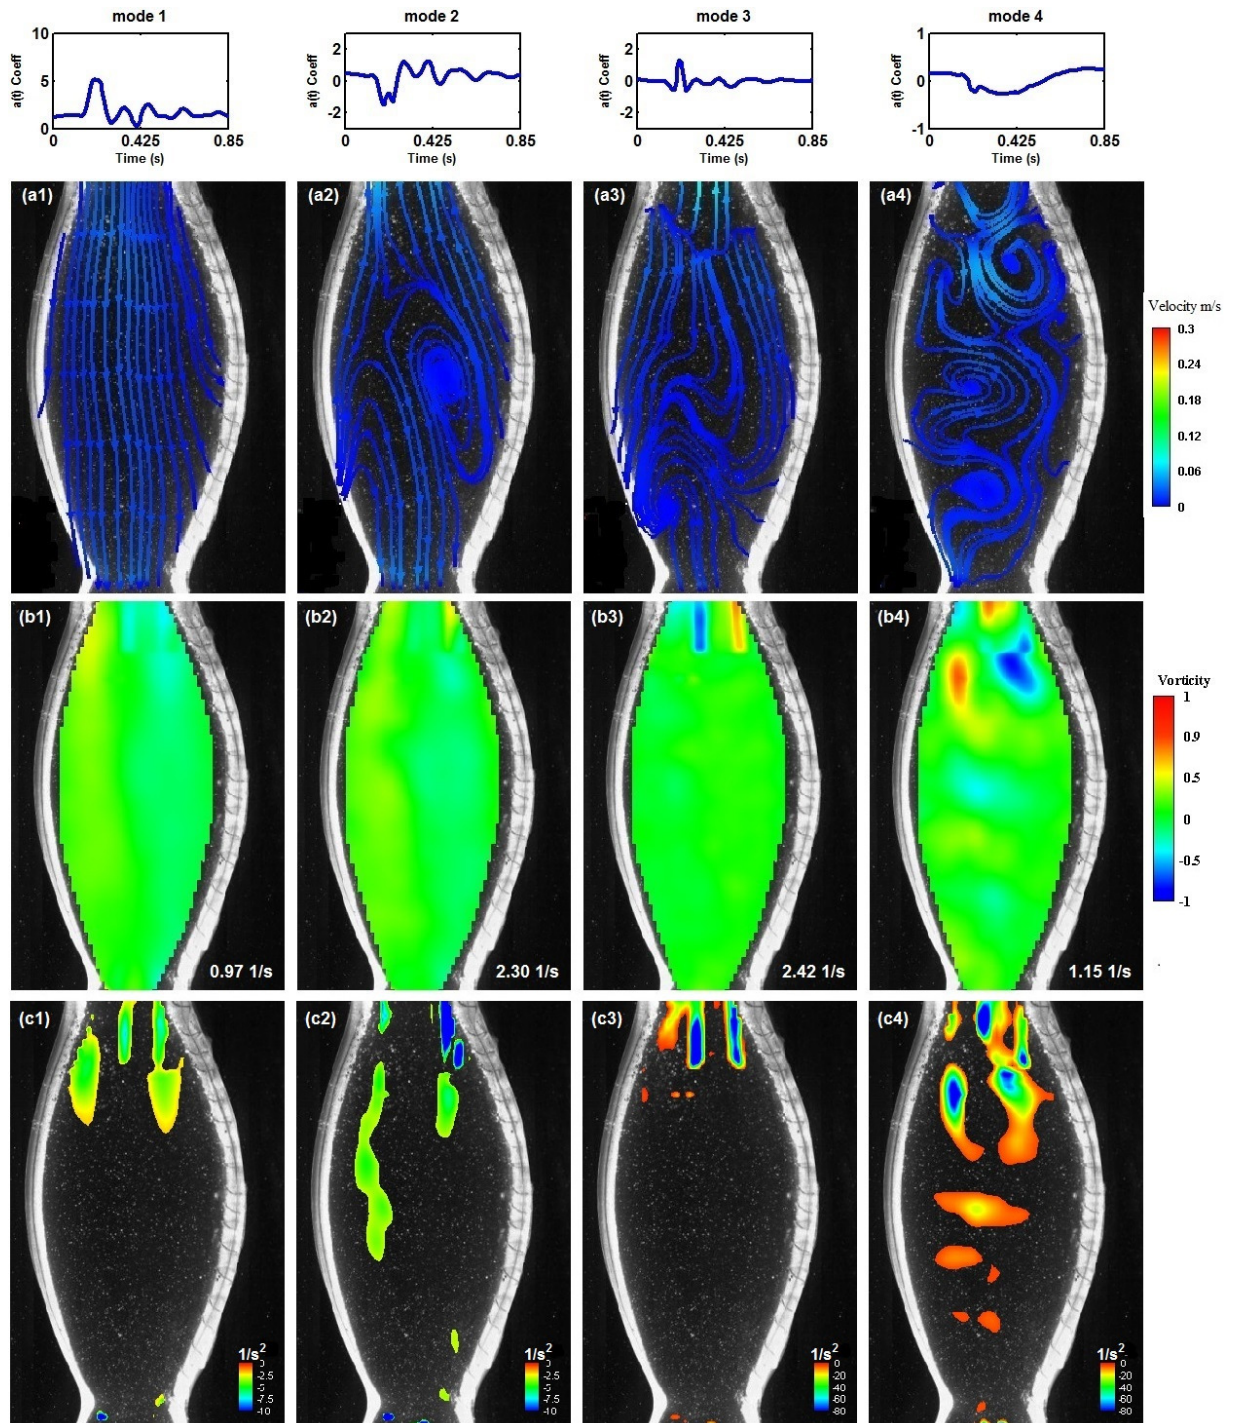 mode 1 mode 2 mode 3 mode 4
10
5
0
a(t) Coeff
0 0.425 0.85
Time (s)
2
0
-2
a(t) Coeff
0 0.425 0.85
Time (s)
2
0
-2
a(t) Coeff
0 0.425 0.85
Time (s)
1
0
-1
a(t) Coeff
0 0.425 0.85
Time (s)
(a1) (a2) (a3) (a4)
Velocity m/s
0.3
0.24
0.18
0.12
0.06
0
(b1) (b2) (b3) (b4)
0.97 1/s 2.30 1/s 2.42 1/s 1.15 1/s
Vorticity
1
0.9
0.5
0
-0.5
-1
(c1) (c2) (c3) (c4)
1/s²
0
-2.5
-5
-7.5
-10
1/s²
0
-2.5
-5
-7.5
-10
1/s²
0
-20
-40
-60
-80
1/s²
0
-20
-40
-60
-80